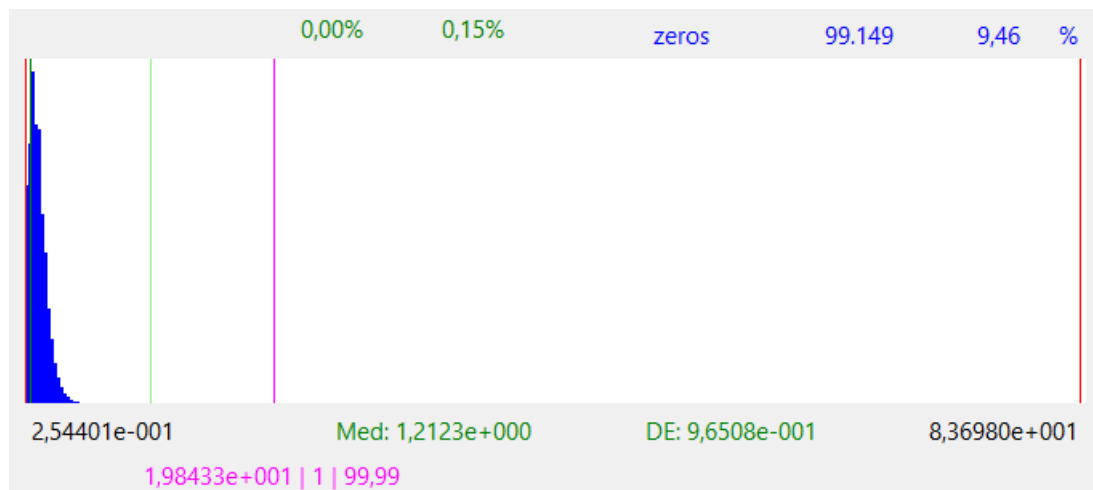 0,00% 0,15% zeros 99.149 9,46 %
2,54401e-001 Med: 1,2123e+000 DE: 9,6508e-001 8,36980e+001
1,98433e+001 | 1 | 99,99